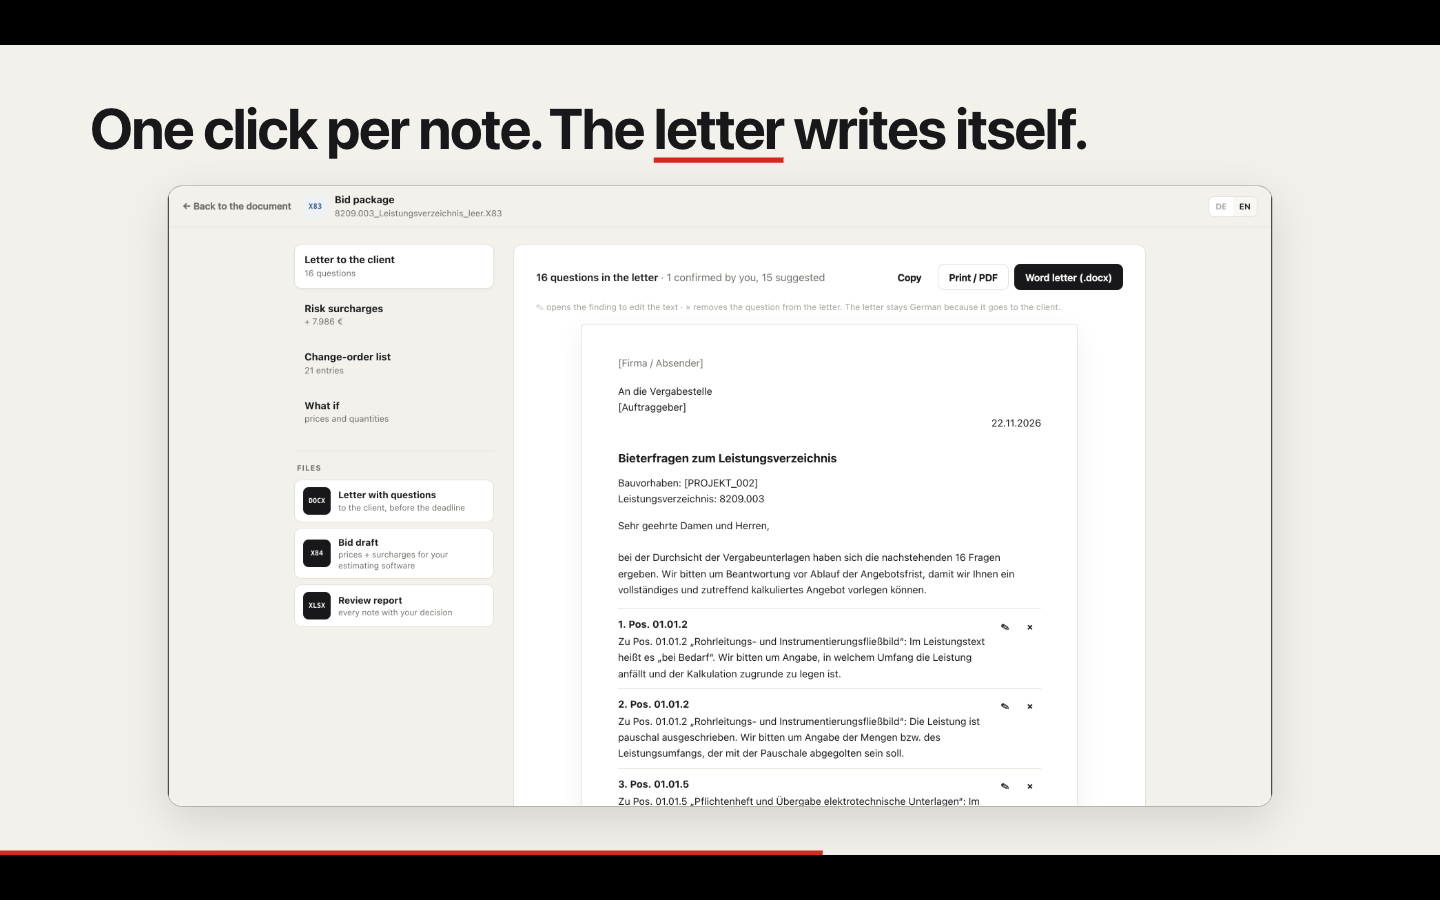 One click per note. The letter writes itself.
← Back to the document
X83
Bid package
8209.003_Leistungsverzeichnis_leer.X83
DE EN
Letter to the client
16 questions
Risk surcharges
+ 7.986 €
Change-order list
21 entries
What if
prices and quantities
FILES
DOCX
Letter with questions
to the client, before the deadline
X84
Bid draft
prices + surcharges for your
estimating software
XLSX
Review report
every note with your decision
16 questions in the letter · 1 confirmed by you, 15 suggested
Copy
Print / PDF
Word letter (.docx)
✎ opens the finding to edit the text · × removes the question from the letter. The letter stays German because it goes to the client.
[Firma / Absender]
An die Vergabestelle
[Auftraggeber]
22.11.2026
Bieterfragen zum Leistungsverzeichnis
Bauvorhaben: [PROJEKT_002]
Leistungsverzeichnis: 8209.003
Sehr geehrte Damen und Herren,
bei der Durchsicht der Vergabeunterlagen haben sich die nachstehenden 16 Fragen
ergeben. Wir bitten um Beantwortung vor Ablauf der Angebotsfrist, damit wir Ihnen ein
vollständiges und zutreffend kalkuliertes Angebot vorlegen können.
1. Pos. 01.01.2 ✎ ×
Zu Pos. 01.01.2 „Rohrleitungs- und Instrumentierungsfließbild“: Im Leistungstext
heißt es „bei Bedarf“. Wir bitten um Angabe, in welchem Umfang die Leistung
anfällt und der Kalkulation zugrunde zu legen ist.
2. Pos. 01.01.2 ✎ ×
Zu Pos. 01.01.2 „Rohrleitungs- und Instrumentierungsfließbild“: Die Leistung ist
pauschal ausgeschrieben. Wir bitten um Angabe der Mengen bzw. des
Leistungsumfangs, der mit der Pauschale abgegolten sein soll.
3. Pos. 01.01.5 ✎ ×
Zu Pos. 01.01.5 „Pflichtenheft und Übergabe elektrotechnische Unterlagen“: Im